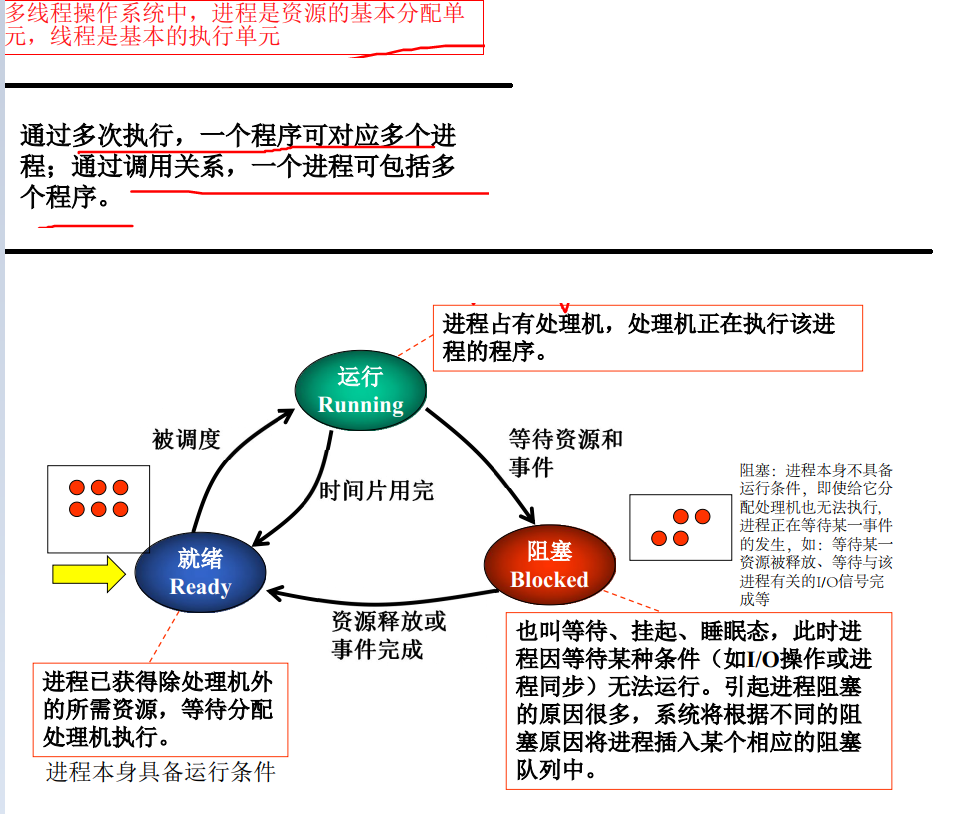 多线程操作系统中，进程是资源的基本分配单
元，线程是基本的执行单元
通过多次执行，一个程序可对应多个进
程；通过调用关系，一个进程可包括多
个程序。
进程占有处理机，处理机正在执行该进
程的程序。
运行
Running
被调度
等待资源和
事件
时间片用完
阻塞：进程本身不具备
运行条件，即使给它分
配处理机也无法执行，
进程正在等待某一事件
的发生，如：等待某一
资源被释放、等待与该
进程有关的I/O信号完
成等
就绪
Ready
阻塞
Blocked
资源释放或
事件完成
也叫等待、挂起、睡眠态，此时进
程因等待某种条件（如I/O操作或进
程同步）无法运行。引起进程阻塞
的原因很多，系统将根据不同的阻
塞原因将进程插入某个相应的阻塞
队列中。
进程已获得除处理机外
的所需资源，等待分配
处理机执行。
进程本身具备运行条件